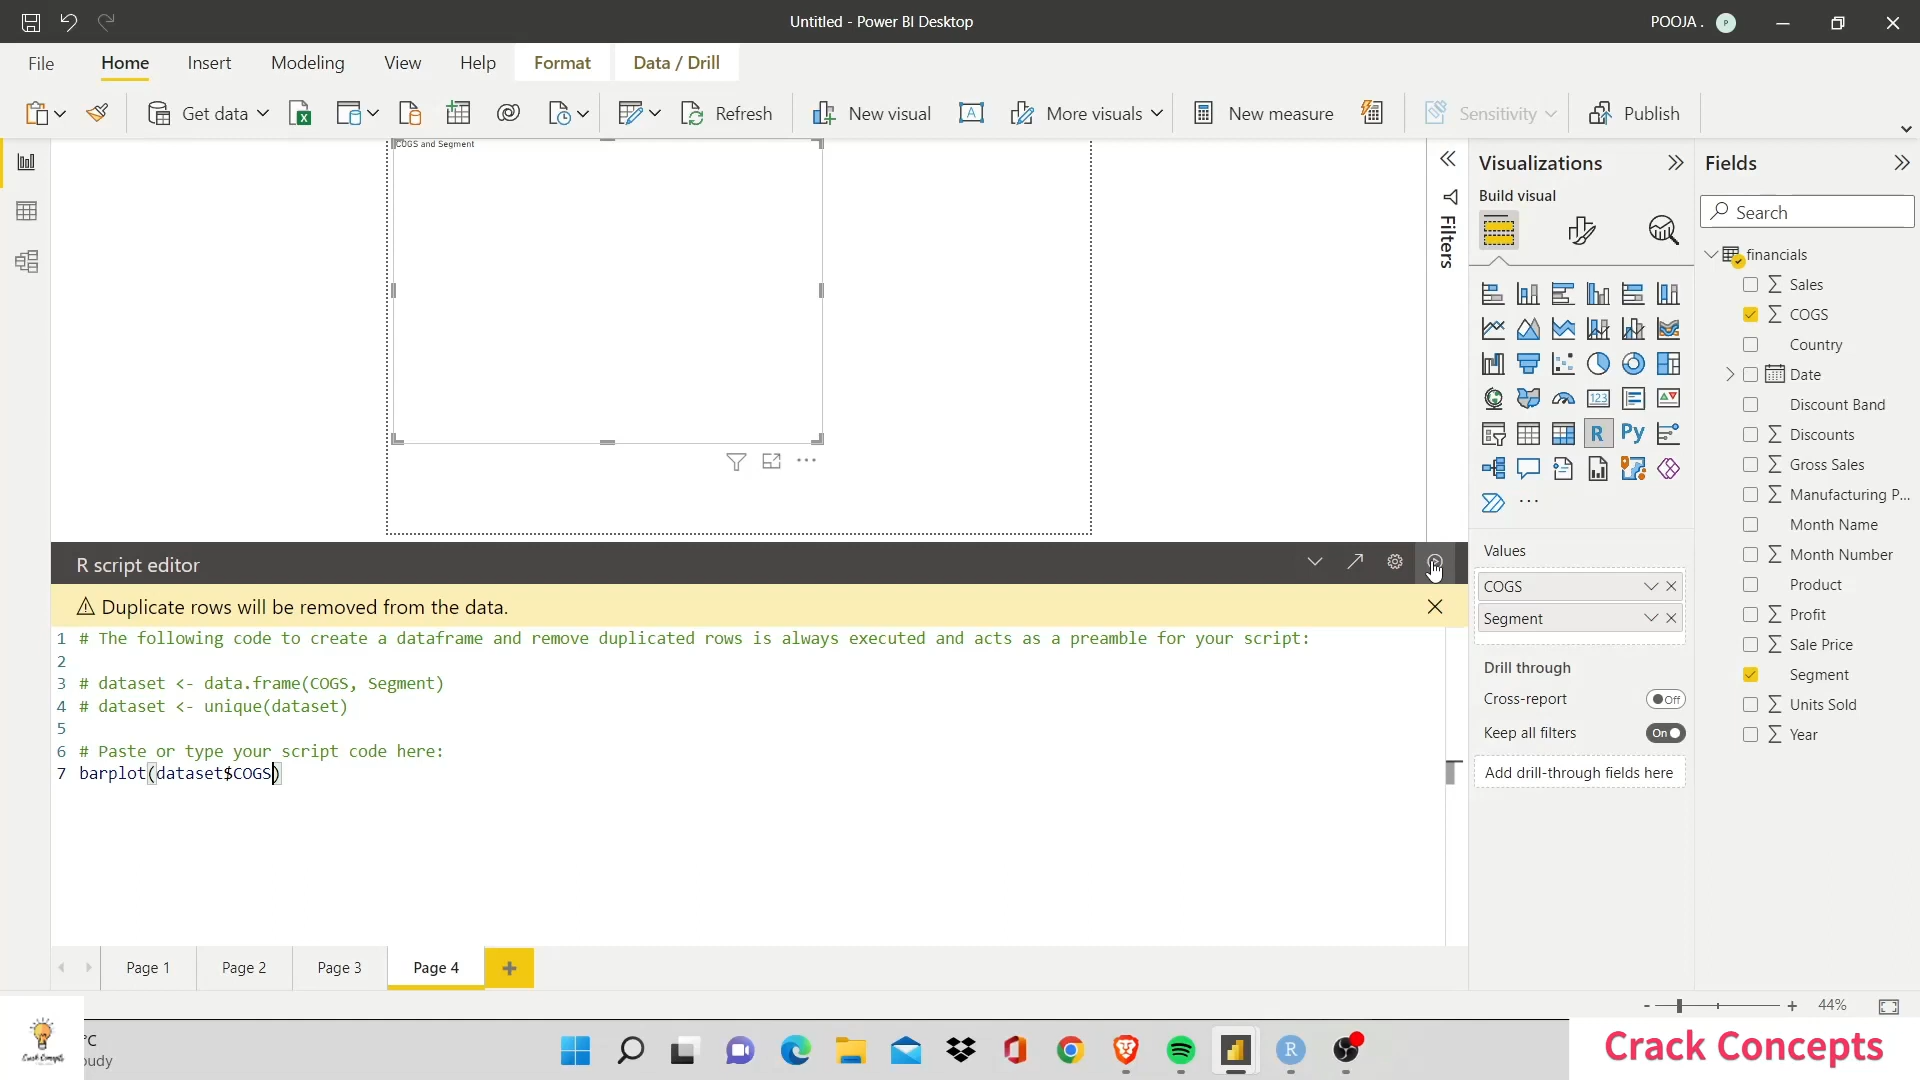 Untitled - Power BI Desktop
POOJA .
P
File
Home
Insert
Modeling
View
Help
Format
Data / Drill
Get data
Refresh
New visual
More visuals
New measure
Sensitivity
Publish
COGS and Segment
Filters
Visualizations
Build visual
R
Py
123
Values
COGS
Segment
Drill through
Cross-report
Off
Keep all filters
On
Add drill-through fields here
Fields
Search
financials
Sales
COGS
Country
Date
Discount Band
Discounts
Gross Sales
Manufacturing P...
Month Name
Month Number
Product
Profit
Sale Price
Segment
Units Sold
Year
R script editor
Duplicate rows will be removed from the data.
1 # The following code to create a dataframe and remove duplicated rows is always executed and acts as a preamble for your script:
2
3 # dataset <- data.frame(COGS, Segment)
4 # dataset <- unique(dataset)
5
6 # Paste or type your script code here:
7 barplot(dataset$COGS)
Page 1
Page 2
Page 3
Page 4
+
- + 44%
°C
oudy
R
Crack Concepts